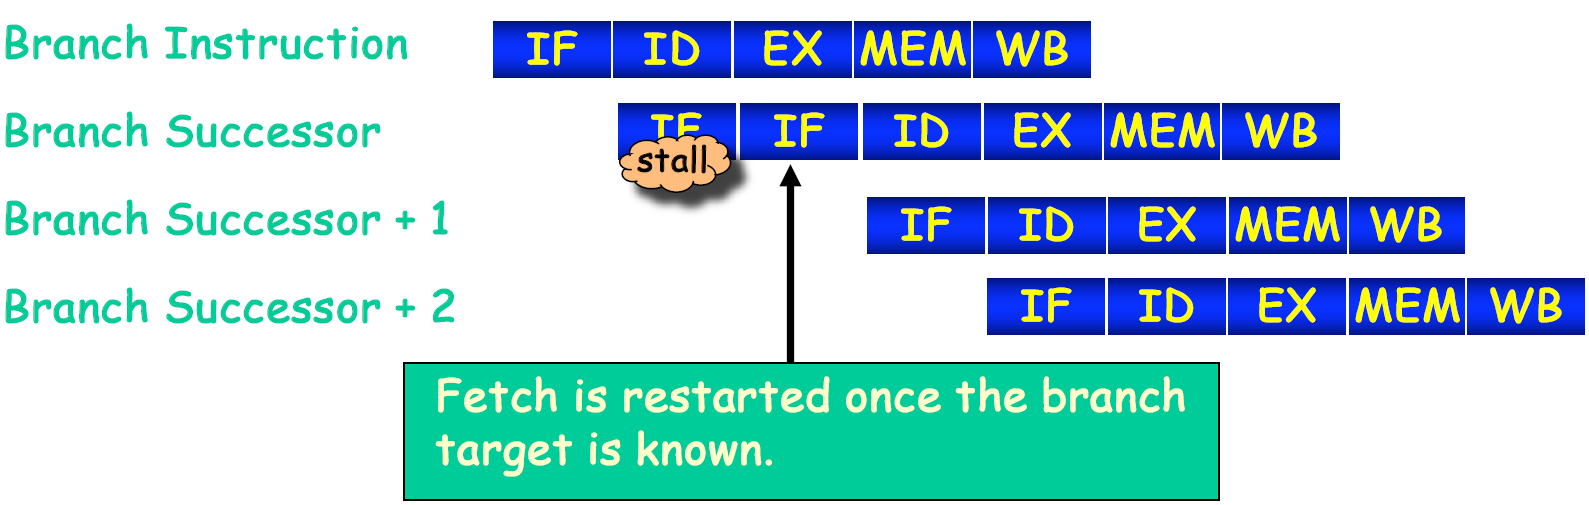 Branch Instruction IF ID EX MEM WB
Branch Successor IF IF ID EX MEM WB
stall
Branch Successor + 1 IF ID EX MEM WB
Branch Successor + 2 IF ID EX MEM WB
Fetch is restarted once the branch
target is known.